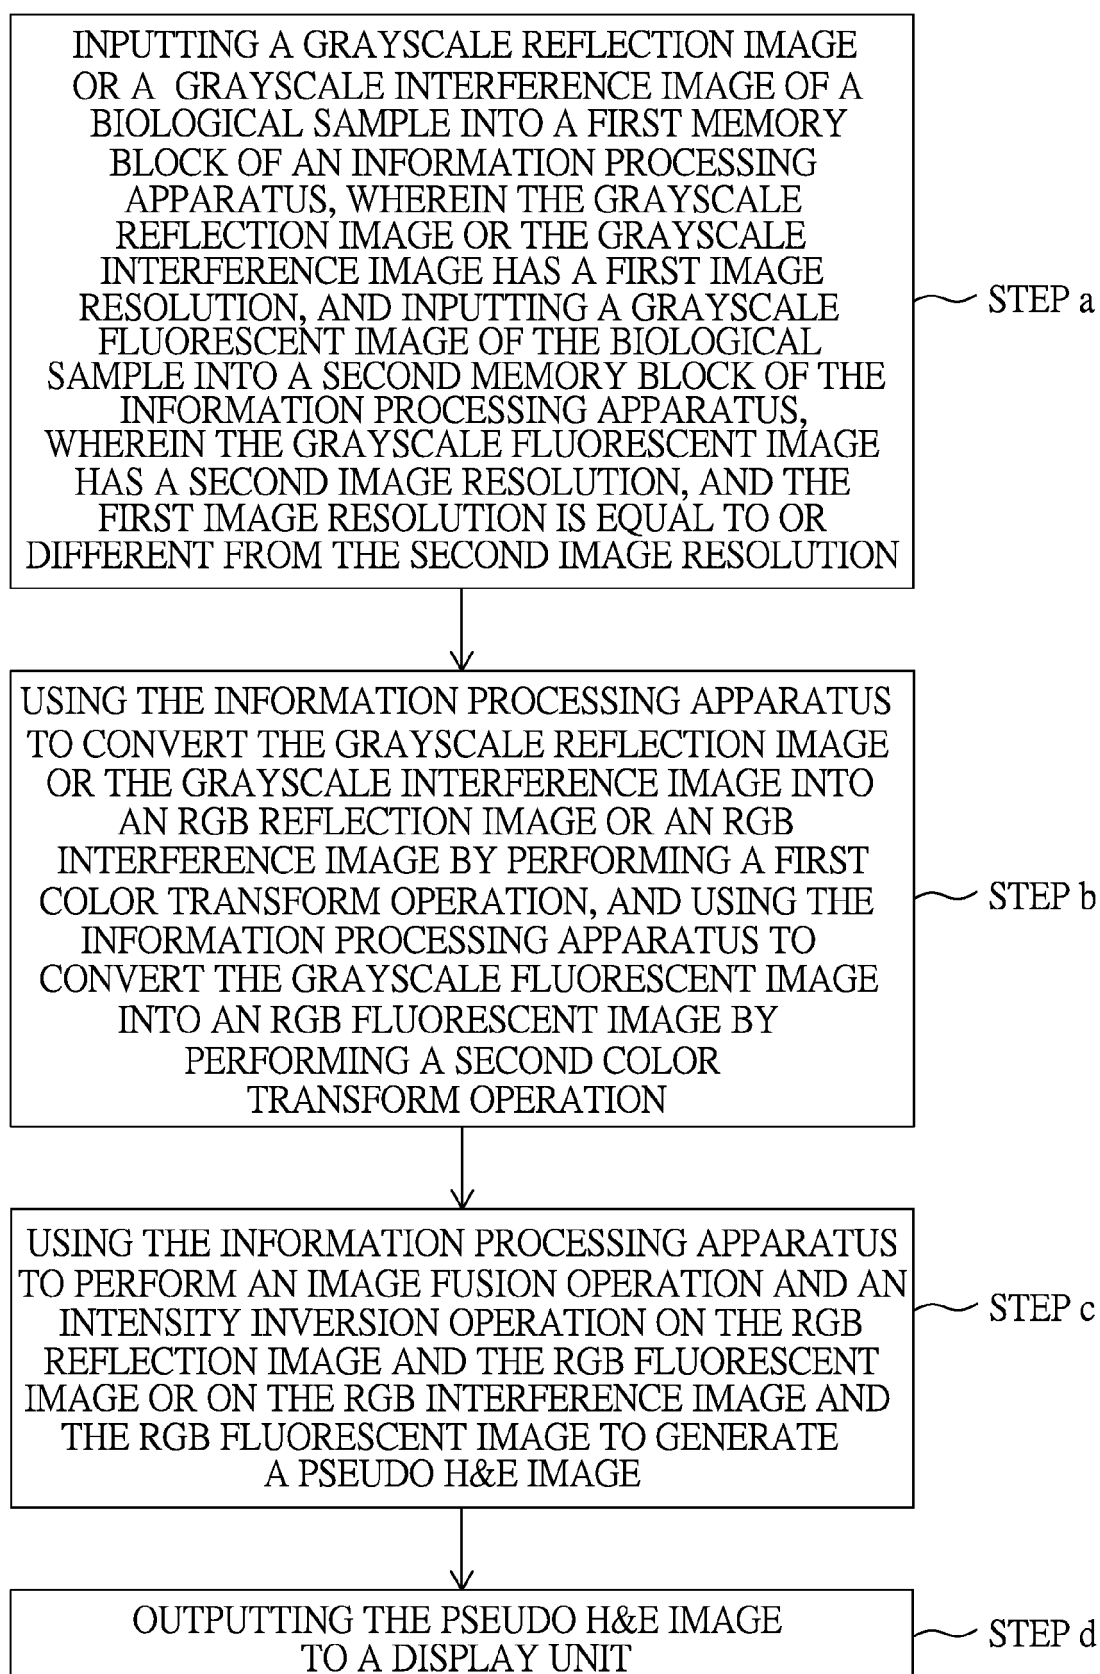 INPUTTING A GRAYSCALE REFLECTION IMAGE
OR A GRAYSCALE INTERFERENCE IMAGE OF A
BIOLOGICAL SAMPLE INTO A FIRST MEMORY
BLOCK OF AN INFORMATION PROCESSING
APPARATUS, WHEREIN THE GRAYSCALE
REFLECTION IMAGE OR THE GRAYSCALE
INTERFERENCE IMAGE HAS A FIRST IMAGE
RESOLUTION, AND INPUTTING A GRAYSCALE
FLUORESCENT IMAGE OF THE BIOLOGICAL
SAMPLE INTO A SECOND MEMORY BLOCK OF THE
INFORMATION PROCESSING APPARATUS,
WHEREIN THE GRAYSCALE FLUORESCENT IMAGE
HAS A SECOND IMAGE RESOLUTION, AND THE
FIRST IMAGE RESOLUTION IS EQUAL TO OR
DIFFERENT FROM THE SECOND IMAGE RESOLUTION
STEP a
USING THE INFORMATION PROCESSING APPARATUS
TO CONVERT THE GRAYSCALE REFLECTION IMAGE
OR THE GRAYSCALE INTERFERENCE IMAGE INTO
AN RGB REFLECTION IMAGE OR AN RGB
INTERFERENCE IMAGE BY PERFORMING A FIRST
COLOR TRANSFORM OPERATION, AND USING THE
INFORMATION PROCESSING APPARATUS TO
CONVERT THE GRAYSCALE FLUORESCENT IMAGE
INTO AN RGB FLUORESCENT IMAGE BY
PERFORMING A SECOND COLOR
TRANSFORM OPERATION
STEP b
USING THE INFORMATION PROCESSING APPARATUS
TO PERFORM AN IMAGE FUSION OPERATION AND AN
INTENSITY INVERSION OPERATION ON THE RGB
REFLECTION IMAGE AND THE RGB FLUORESCENT
IMAGE OR ON THE RGB INTERFERENCE IMAGE AND
THE RGB FLUORESCENT IMAGE TO GENERATE
A PSEUDO H&E IMAGE
STEP c
OUTPUTTING THE PSEUDO H&E IMAGE
TO A DISPLAY UNIT
STEP d